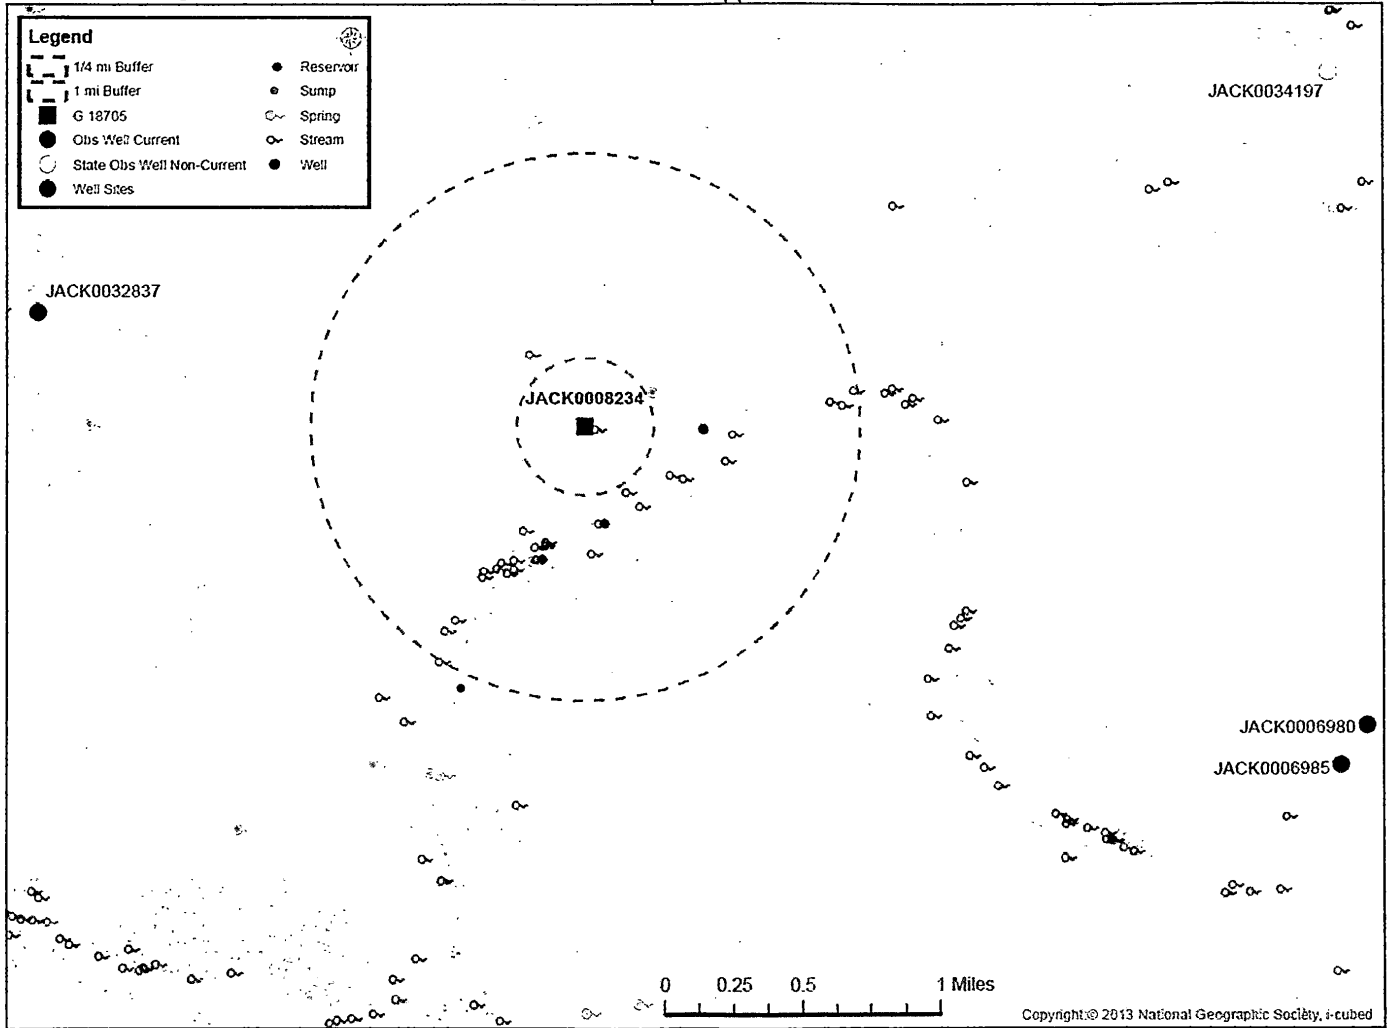 Legend
1/4 mi Buffer
1 mi Buffer
G 18705
Obs Well Current
State Obs Well Non-Current
Well Sites
Reservoir
Sump
Spring
Stream
Well
JACK0034197
JACK0032837
JACK0008234
JACK0006980
JACK0006985
0 0.25 0.5 1 Miles
Copyright:© 2013 National Geographic Society, i-cubed